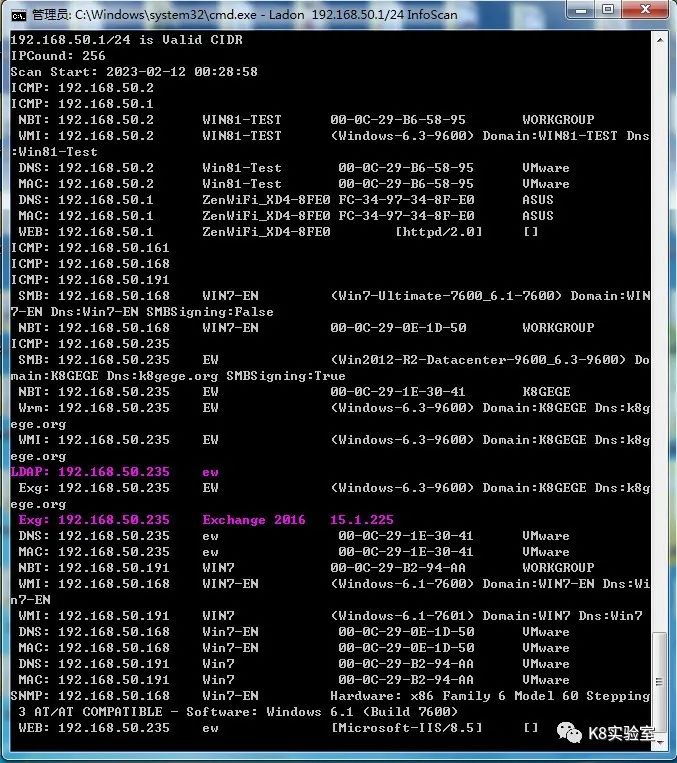 管理员: C:\Windows\system32\cmd.exe - Ladon 192.168.50.1/24 InfoScan
192.168.50.1/24 is Valid CIDR
IPCound: 256
Scan Start: 2023-02-12 00:28:58
ICMP: 192.168.50.2
ICMP: 192.168.50.1
NBT: 192.168.50.2 WIN81-TEST 00-0C-29-B6-58-95 WORKGROUP
WMI: 192.168.50.2 WIN81-TEST (Windows-6.3-9600) Domain:WIN81-TEST Dns
:Win81-Test
DNS: 192.168.50.2 Win81-Test 00-0C-29-B6-58-95 VMware
MAC: 192.168.50.2 Win81-Test 00-0C-29-B6-58-95 VMware
DNS: 192.168.50.1 ZenWiFi_XD4-8FE0 FC-34-97-34-8F-E0 ASUS
MAC: 192.168.50.1 ZenWiFi_XD4-8FE0 FC-34-97-34-8F-E0 ASUS
WEB: 192.168.50.1 ZenWiFi_XD4-8FE0 [httpd/2.0] []
ICMP: 192.168.50.161
ICMP: 192.168.50.168
ICMP: 192.168.50.191
SMB: 192.168.50.168 WIN7-EN (Win7-Ultimate-7600_6.1-7600) Domain:WIN
7-EN Dns:Win7-EN SMBSigning:False
NBT: 192.168.50.168 WIN7-EN 00-0C-29-0E-1D-50 WORKGROUP
ICMP: 192.168.50.235
SMB: 192.168.50.235 EW (Win2012-R2-Datacenter-9600_6.3-9600) Do
main:K8GEGE Dns:k8gege.org SMBSigning:True
NBT: 192.168.50.235 EW 00-0C-29-1E-30-41 K8GEGE
Wrm: 192.168.50.235 EW (Windows-6.3-9600) Domain:K8GEGE Dns:k8g
ege.org
WMI: 192.168.50.235 EW (Windows-6.3-9600) Domain:K8GEGE Dns:k8g
ege.org
LDAP: 192.168.50.235 ew
Exg: 192.168.50.235 EW (Windows-6.3-9600) Domain:K8GEGE Dns:k8g
ege.org
Exg: 192.168.50.235 Exchange 2016 15.1.225
DNS: 192.168.50.235 ew 00-0C-29-1E-30-41 VMware
MAC: 192.168.50.235 ew 00-0C-29-1E-30-41 VMware
NBT: 192.168.50.191 WIN7 00-0C-29-B2-94-AA WORKGROUP
WMI: 192.168.50.168 WIN7-EN (Windows-6.1-7600) Domain:WIN7-EN Dns:Wi
n7-EN
WMI: 192.168.50.191 WIN7 (Windows-6.1-7601) Domain:WIN7 Dns:Win7
DNS: 192.168.50.168 Win7-EN 00-0C-29-0E-1D-50 VMware
MAC: 192.168.50.168 Win7-EN 00-0C-29-0E-1D-50 VMware
DNS: 192.168.50.191 Win7 00-0C-29-B2-94-AA VMware
MAC: 192.168.50.191 Win7 00-0C-29-B2-94-AA VMware
SNMP: 192.168.50.168 Win7-EN Hardware: x86 Family 6 Model 60 Stepping
3 AT/AT COMPATIBLE - Software: Windows 6.1 (Build 7600)
WEB: 192.168.50.235 ew [Microsoft-IIS/8.5] []
K8实验室